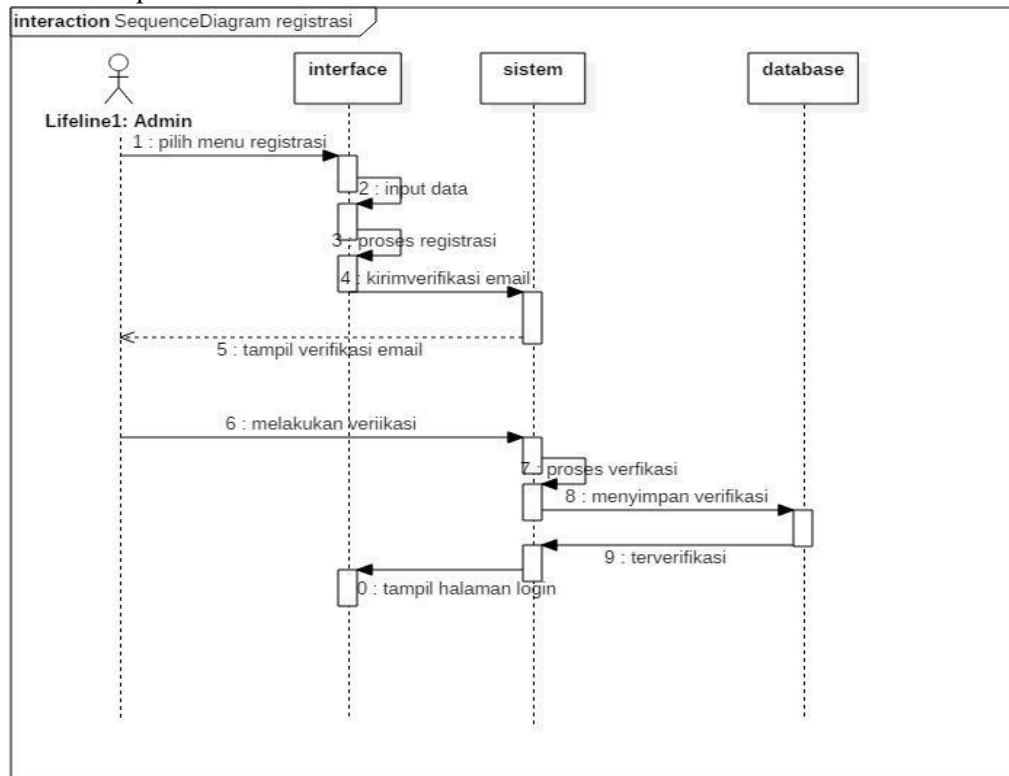 interaction SequenceDiagram registrasi
interface
sistem
database
Lifeline1: Admin
1 : pilih menu registrasi
2 : input data
3 : proses registrasi
4 : kirimverifikasi email
5 : tampil verifikasi email
6 : melakukan veriikasi
7 : proses verfikasi
8 : menyimpan verifikasi
9 : terverifikasi
0 : tampil halaman login